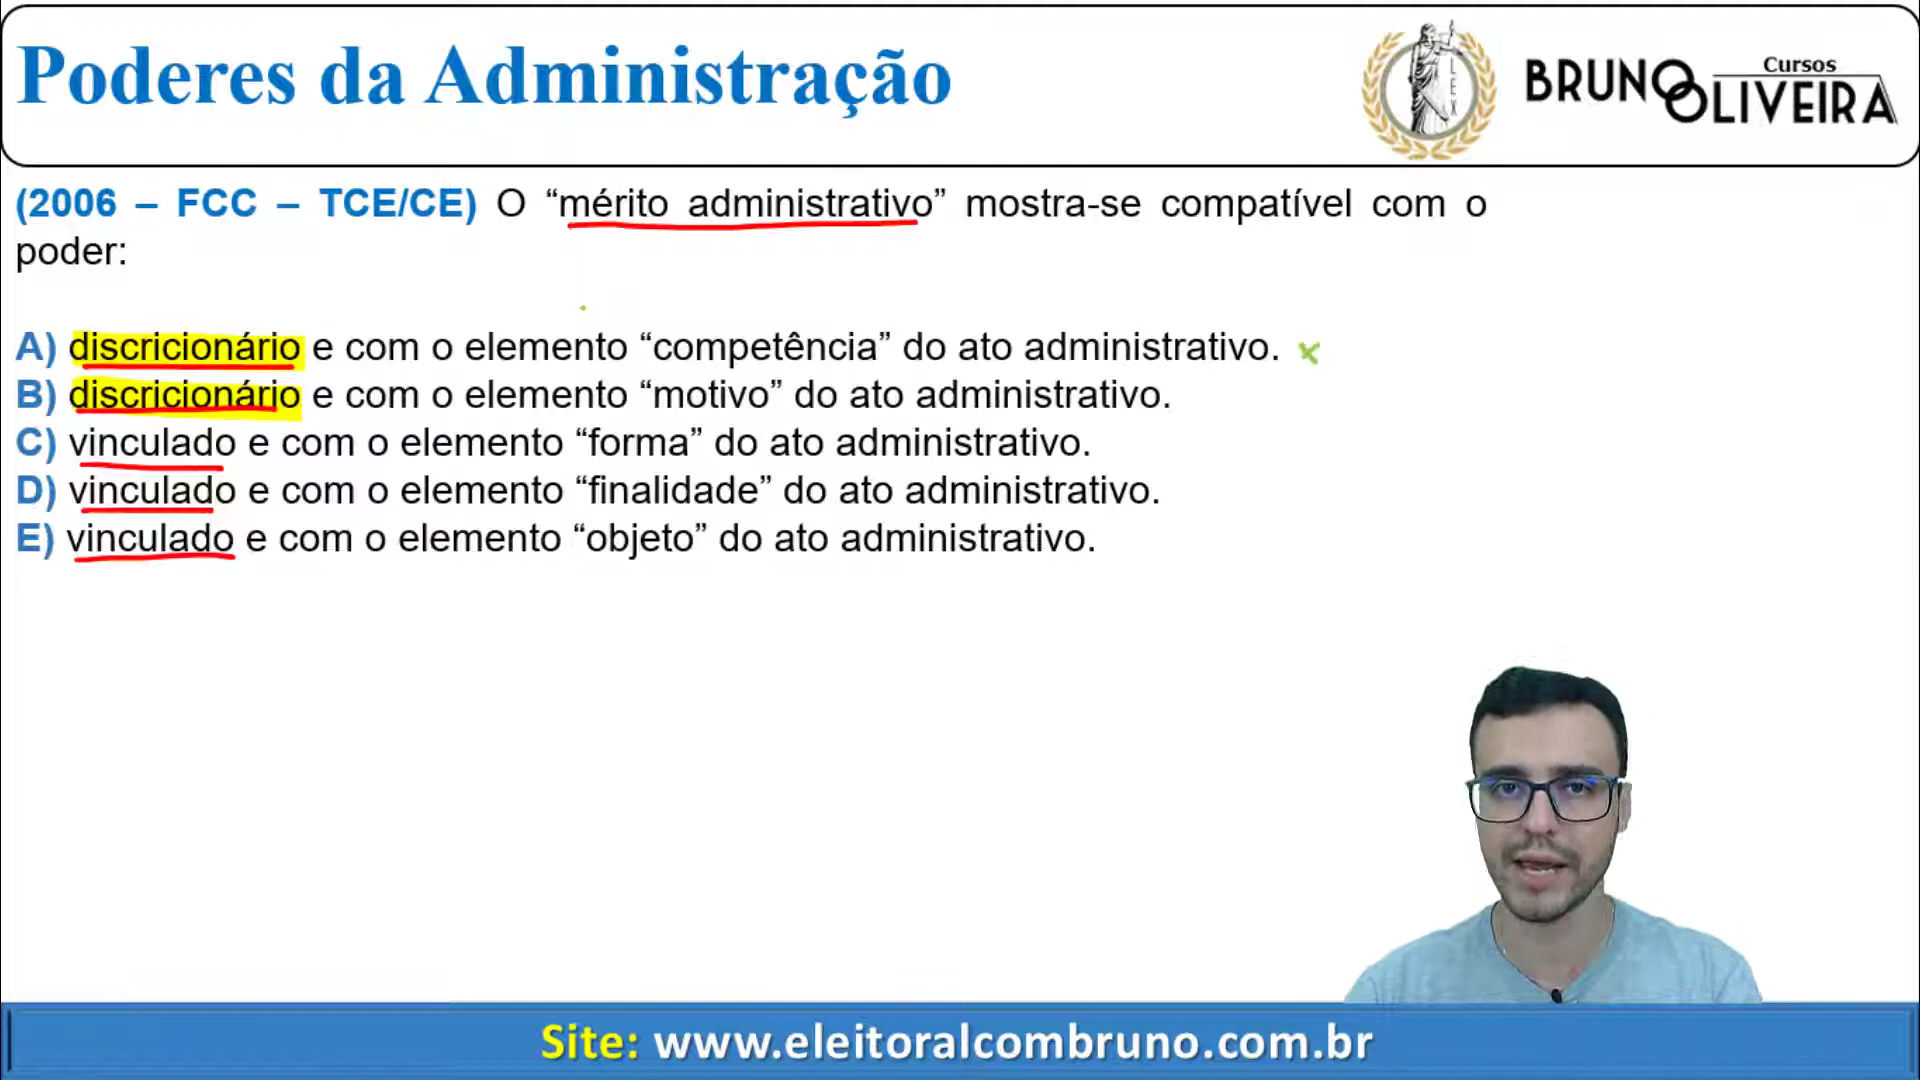 Poderes da Administração
LEX
Cursos
BRUNO OLIVEIRA
(2006 – FCC – TCE/CE) O “mérito administrativo” mostra-se compatível com o
poder:
A) discricionário e com o elemento “competência” do ato administrativo. x
B) discricionário e com o elemento “motivo” do ato administrativo.
C) vinculado e com o elemento “forma” do ato administrativo.
D) vinculado e com o elemento “finalidade” do ato administrativo.
E) vinculado e com o elemento “objeto” do ato administrativo.
Site: www.eleitoralcombruno.com.br